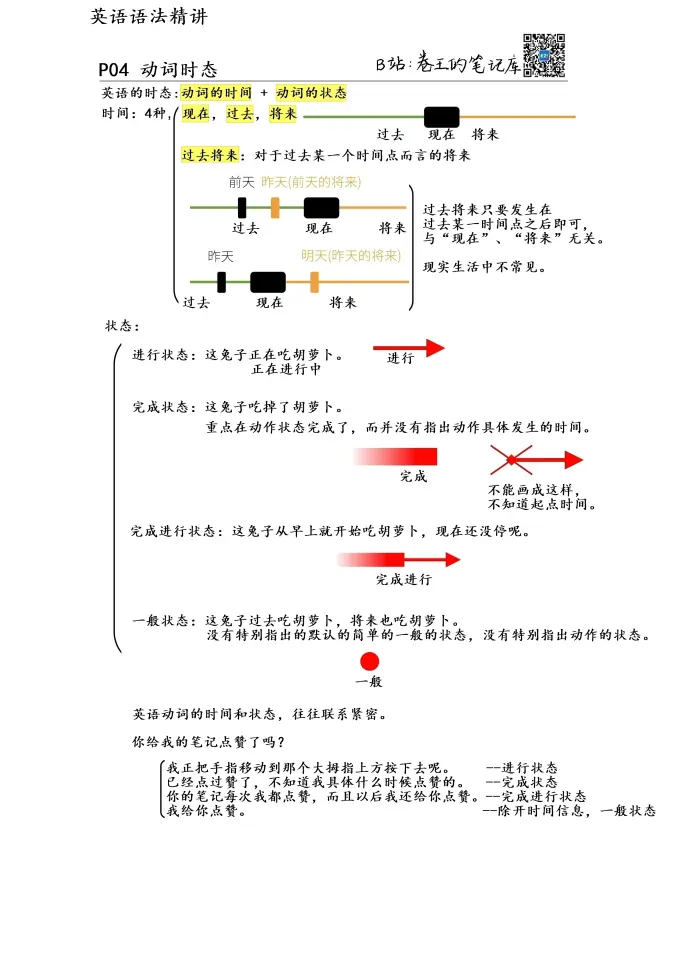 英语语法精讲
P04 动词时态
B站:卷王的笔记库
英语的时态:动词的时间 + 动词的状态
时间: 4种, 现在, 过去, 将来
过去 现在 将来
过去将来: 对于过去某一个时间点而言的将来
前天 昨天(前天的将来)
过去 现在 将来
昨天 明天(昨天的将来)
过去 现在 将来
过去将来只要发生在
过去某一时间点之后即可,
与“现在”、“将来”无关。
现实生活中不常见。
状态:
进行状态: 这兔子正在吃胡萝卜。
正在进行中
进行
完成状态: 这兔子吃掉了胡萝卜。
重点在动作状态完成了, 而并没有指出动作具体发生的时间。
完成
不能画成这样,
不知道起点时间。
完成进行状态: 这兔子从早上就开始吃胡萝卜, 现在还没停呢。
完成进行
一般状态: 这兔子过去吃胡萝卜, 将来也吃胡萝卜。
没有特别指出的默认的简单的一般的状态, 没有特别指出动作的状态。
一般
英语动词的时间和状态, 往往联系紧密。
你给我的笔记点赞了吗?
我正把手指移动到那个大拇指上方按下去呢。 --进行状态
已经点过赞了, 不知道我具体什么时候点赞的。 --完成状态
你的笔记每次我都点赞, 而且以后我还给你点赞。--完成进行状态
我给你点赞。 --除开时间信息, 一般状态